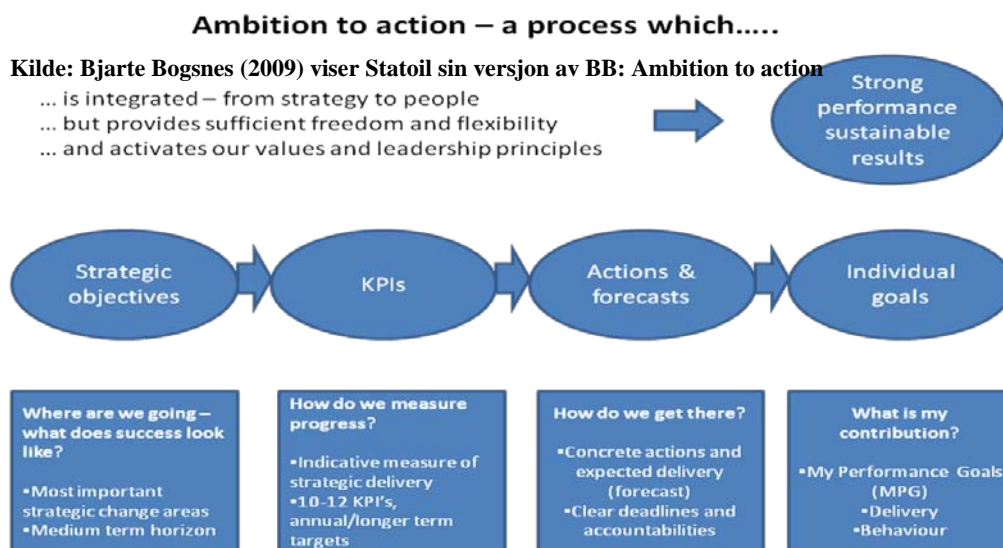 Ambition to action – a process which…..
Kilde: Bjarte Bogsnes (2009) viser Statoil sin versjon av BB: Ambition to action
… is integrated – from strategy to people
… but provides sufficient freedom and flexibility
… and activates our values and leadership principles
Strong
performance
sustainable
results
Strategic
objectives
KPIs
Actions &
forecasts
Individual
goals
Where are we going –
what does success look
like?
▪Most important
strategic change areas
▪Medium term horizon
How do we measure
progress?
▪Indicative measure of
strategic delivery
▪10-12 KPI's,
annual/longer term
targets
How do we get there?
▪Concrete actions and
expected delivery
(forecast)
▪Clear deadlines and
accountabilities
What is my
contribution?
▪My Performance Goals
(MPG)
▪Delivery
▪Behaviour